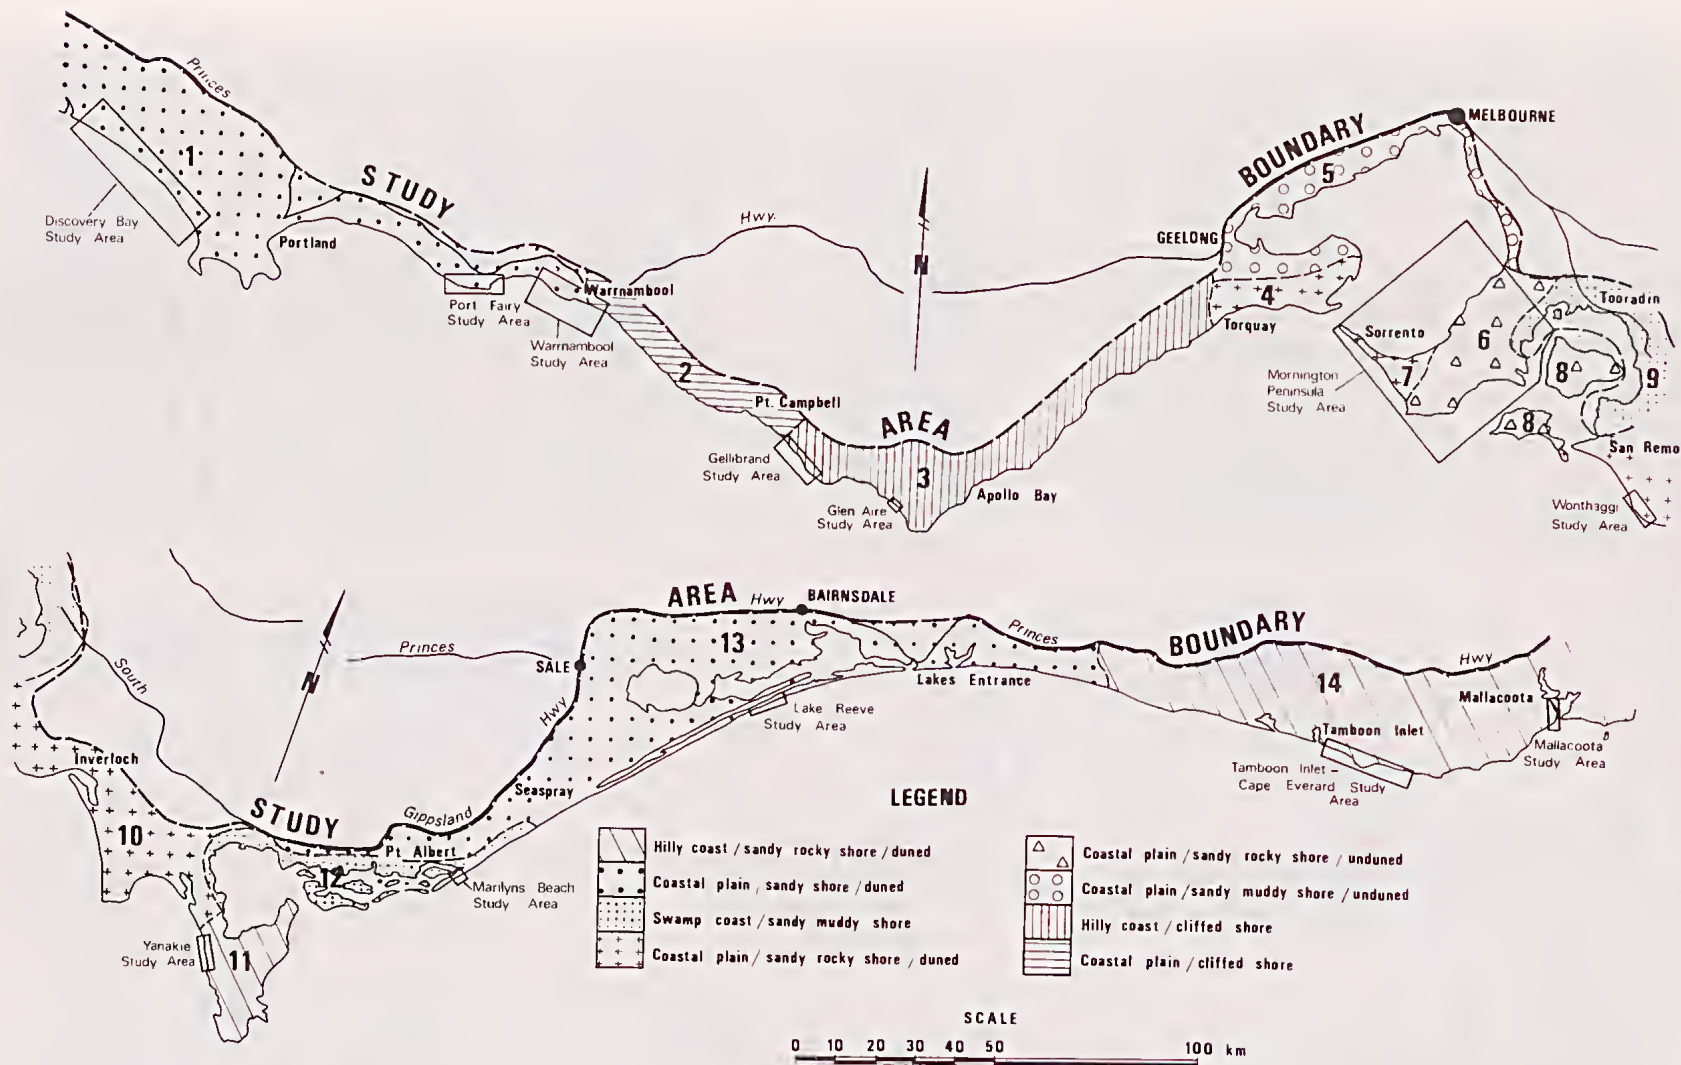 Princes
STUDY
1
Discovery Bay
Study Area
Portland
Port Fairy
Study Area
Warrnambool
Warrnambool
Study Area
Hwy
N
2
Pt. Campbell
Gellibrand
Study Area
AREA
3
Glen Aire
Study Area
Apollo Bay
BOUNDARY
MELBOURNE
5
GEELONG
4
Torquay
Sorrento
6
7
Mornington
Peninsula
Study Area
Tooradin
8
9
8
San Remo
Wonthaggi
Study Area
South
Princes
N
AREA
Hwy
BAIRNSDALE
13
SALE
Hwy
Princes
BOUNDARY
Hwy
Lakes Entrance
14
Mallacoota
Lake Reeve
Study Area
Tamboon Inlet
Mallacoota
Study Area
Tamboon Inlet –
Cape Everard Study
Area
Inverloch
Seaspray
STUDY
Gippsland
10
Pt Albert
12
Marilyns Beach
Study Area
Yanakie
Study Area
11
LEGEND
Hilly coast / sandy rocky shore / duned
Coastal plain , sandy shore / duned
Swamp coast / sandy muddy shore
Coastal plain / sandy rocky shore / duned
Coastal plain / sandy rocky shore / unduned
Coastal plain / sandy muddy shore / unduned
Hilly coast / cliffed shore
Coastal plain / cliffed shore
SCALE
0 10 20 30 40 50 100 km